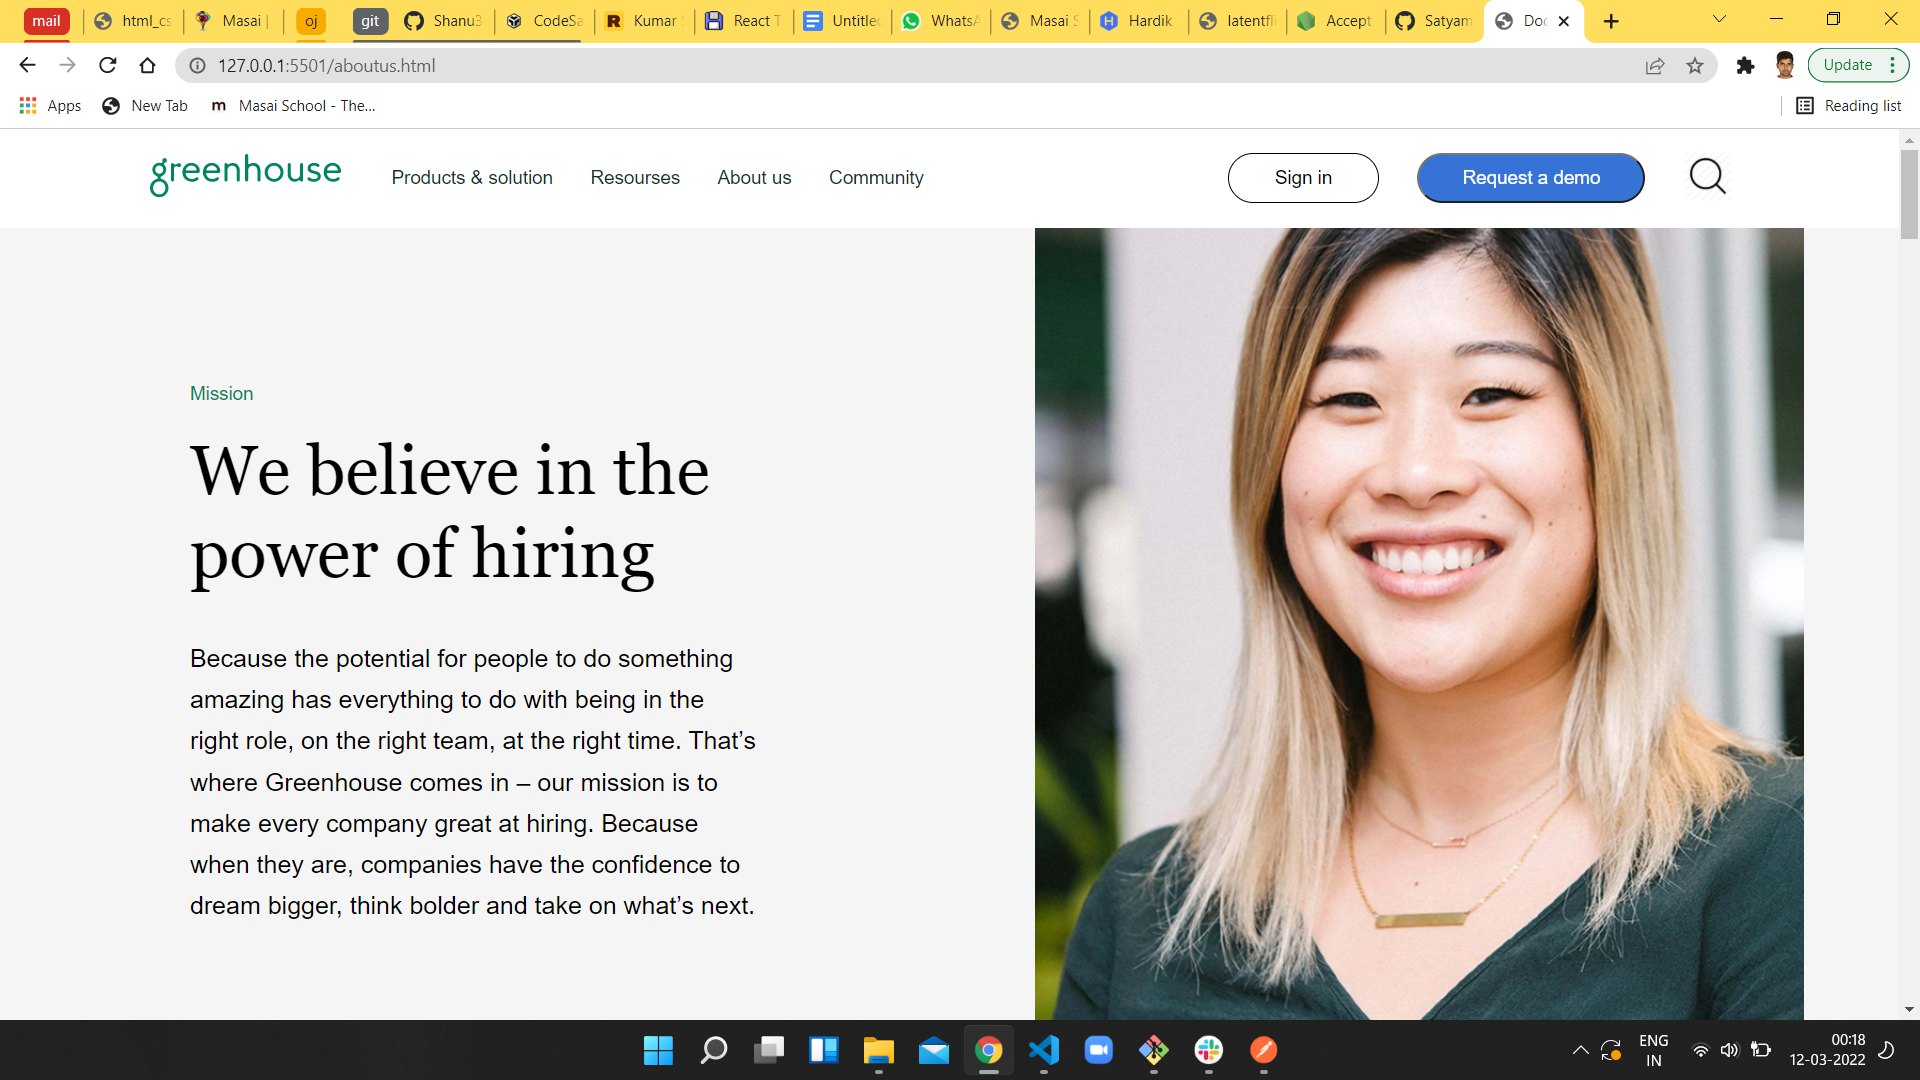 mail
html_cs
Masai |
oj
git
Shanu3
CodeSa
Kumar
React T
Untitled
WhatsA
Masai S
Hardik
latentfli
Accept
Satyam
Doc
127.0.0.1:5501/aboutus.html
Update
Apps
New Tab
Masai School - The...
Reading list
greenhouse
Products & solution
Resourses
About us
Community
Sign in
Request a demo
Mission
We believe in the
power of hiring
Because the potential for people to do something
amazing has everything to do with being in the
right role, on the right team, at the right time. That’s
where Greenhouse comes in – our mission is to
make every company great at hiring. Because
when they are, companies have the confidence to
dream bigger, think bolder and take on what’s next.
ENG
IN
00:18
12-03-2022